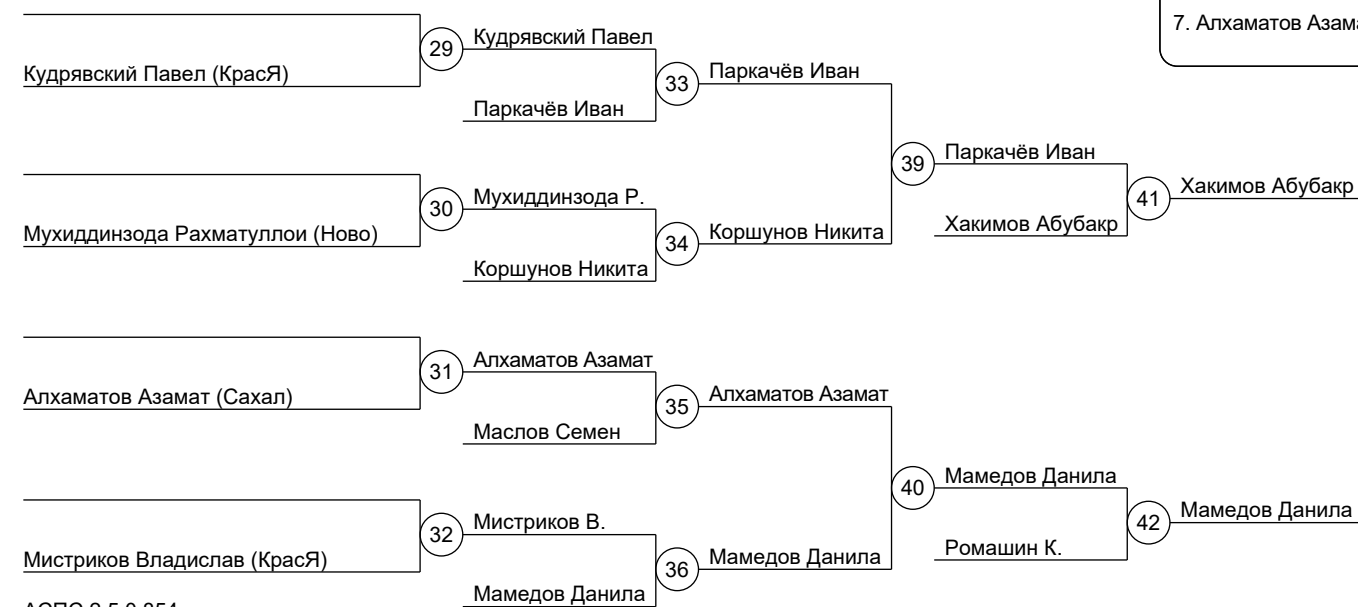 7. Алхаматов Азам
29
Кудрявский Павел
Кудрявский Павел (КрасЯ)
33
Паркачёв Иван
Паркачёв Иван
39
Паркачёв Иван
41
Хакимов Абубакр
30
Мухиддинзода Р.
Мухиддинзода Рахматуллои (Ново)
34
Коршунов Никита
Хакимов Абубакр
Коршунов Никита
31
Алхаматов Азамат
Алхаматов Азамат (Сахал)
35
Алхаматов Азамат
Маслов Семен
40
Мамедов Данила
42
Мамедов Данила
32
Мистриков В.
Ромашин К.
Мистриков Владислав (КрасЯ)
36
Мамедов Данила
Мамедов Данила